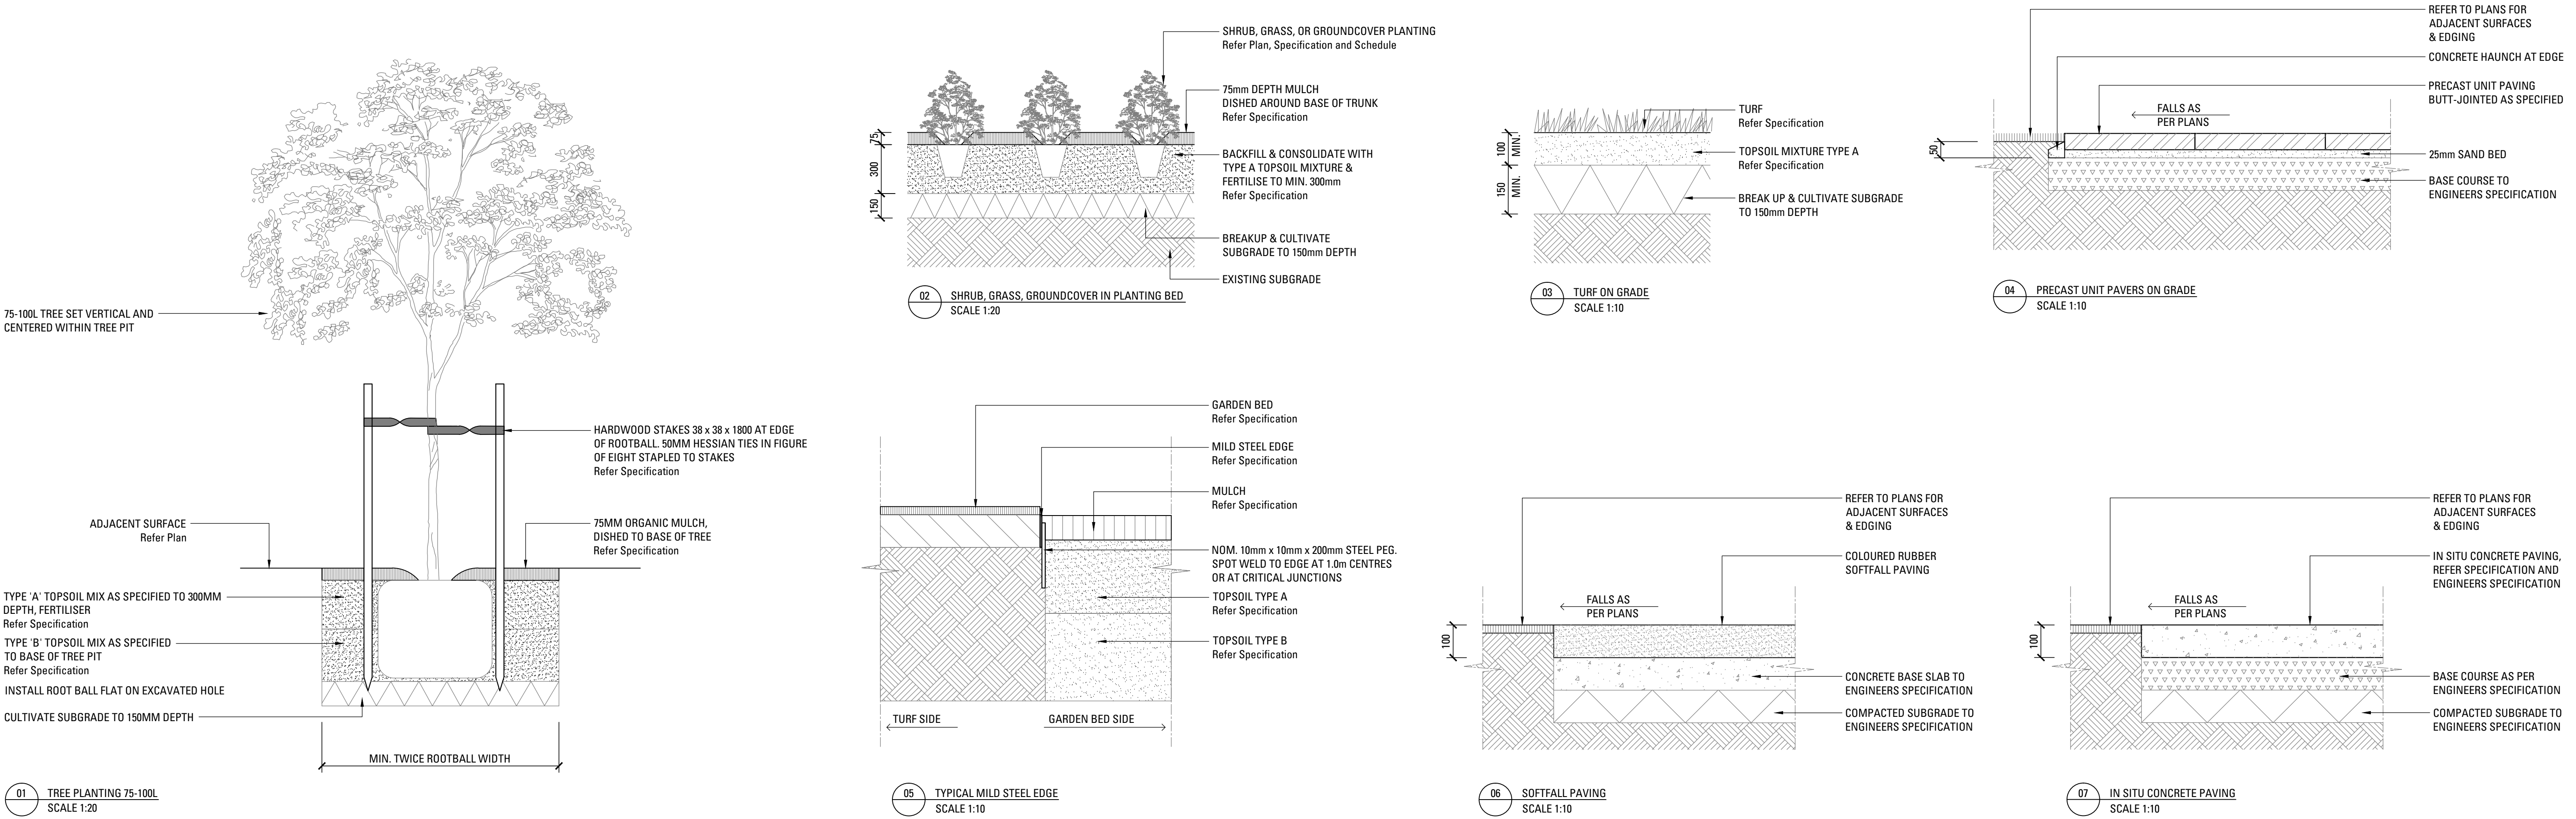 75-100L TREE SET VERTICAL AND
CENTERED WITHIN TREE PIT
HARDWOOD STAKES 38 x 38 x 1800 AT EDGE
OF ROOTBALL. 50MM HESSIAN TIES IN FIGURE
OF EIGHT STAPLED TO STAKES
Refer Specification
ADJACENT SURFACE
Refer Plan
75MM ORGANIC MULCH,
DISHED TO BASE OF TREE
Refer Specification
TYPE 'A' TOPSOIL MIX AS SPECIFIED TO 300MM
DEPTH, FERTILISER
Refer Specification
TYPE 'B' TOPSOIL MIX AS SPECIFIED
TO BASE OF TREE PIT
Refer Specification
INSTALL ROOT BALL FLAT ON EXCAVATED HOLE
CULTIVATE SUBGRADE TO 150MM DEPTH
MIN. TWICE ROOTBALL WIDTH
01
TREE PLANTING 75-100L
SCALE 1:20
SHRUB, GRASS, OR GROUNDCOVER PLANTING
Refer Plan, Specification and Schedule
75mm DEPTH MULCH
DISHED AROUND BASE OF TRUNK
Refer Specification
BACKFILL & CONSOLIDATE WITH
TYPE A TOPSOIL MIXTURE &
FERTILISE TO MIN. 300mm
Refer Specification
BREAKUP & CULTIVATE
SUBGRADE TO 150mm DEPTH
EXISTING SUBGRADE
75
300
150
02
SHRUB, GRASS, GROUNDCOVER IN PLANTING BED
SCALE 1:20
TURF
Refer Specification
TOPSOIL MIXTURE TYPE A
Refer Specification
BREAK UP & CULTIVATE SUBGRADE
TO 150mm DEPTH
100
MIN.
150
MIN.
03
TURF ON GRADE
SCALE 1:10
REFER TO PLANS FOR
ADJACENT SURFACES
& EDGING
CONCRETE HAUNCH AT EDGE
PRECAST UNIT PAVING
BUTT-JOINTED AS SPECIFIED
FALLS AS
PER PLANS
50
25mm SAND BED
BASE COURSE TO
ENGINEERS SPECIFICATION
04
PRECAST UNIT PAVERS ON GRADE
SCALE 1:10
GARDEN BED
Refer Specification
MILD STEEL EDGE
Refer Specification
MULCH
Refer Specification
NOM. 10mm x 10mm x 200mm STEEL PEG.
SPOT WELD TO EDGE AT 1.0m CENTRES
OR AT CRITICAL JUNCTIONS
TOPSOIL TYPE A
Refer Specification
TOPSOIL TYPE B
Refer Specification
TURF SIDE
GARDEN BED SIDE
05
TYPICAL MILD STEEL EDGE
SCALE 1:10
REFER TO PLANS FOR
ADJACENT SURFACES
& EDGING
COLOURED RUBBER
SOFTFALL PAVING
FALLS AS
PER PLANS
100
CONCRETE BASE SLAB TO
ENGINEERS SPECIFICATION
COMPACTED SUBGRADE TO
ENGINEERS SPECIFICATION
06
SOFTFALL PAVING
SCALE 1:10
REFER TO PLANS FOR
ADJACENT SURFACES
& EDGING
IN SITU CONCRETE PAVING,
REFER SPECIFICATION AND
ENGINEERS SPECIFICATION
FALLS AS
PER PLANS
100
BASE COURSE AS PER
ENGINEERS SPECIFICATION
COMPACTED SUBGRADE TO
ENGINEERS SPECIFICATION
07
IN SITU CONCRETE PAVING
SCALE 1:10